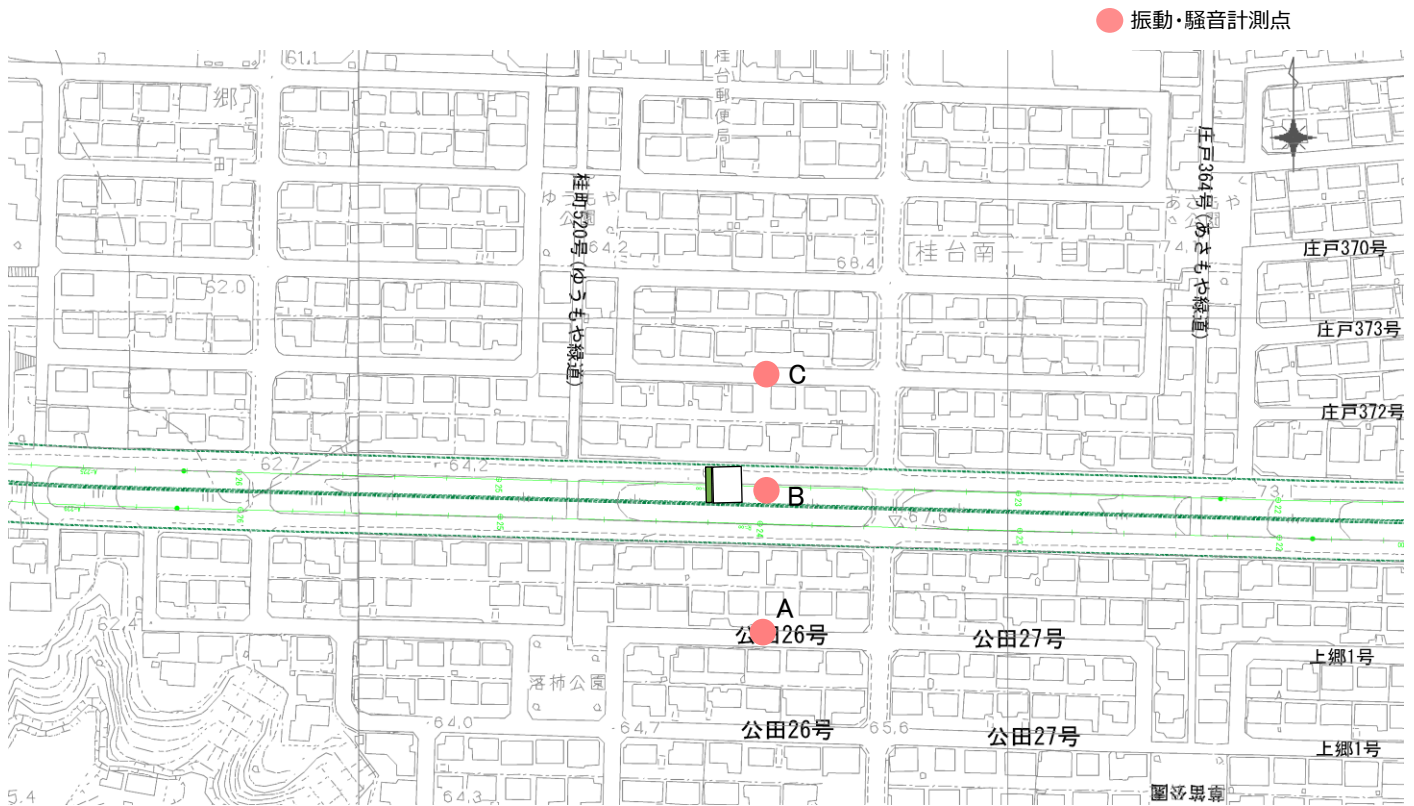 振動・騒音計測点
61.1
郷
町
桂台郵便局
桂町520号(ゆうもや緑道)
ゆうもや
公園
64.2
68.4
桂台南一丁目
庄戸364号(あさもや緑道)
あさもや
公園
庄戸370号
62.0
庄戸373号
C
庄戸372号
62.7
64.2
73.1
B
67.6
A
62.4
公田26号
公田27号
上郷1号
落柿公園
64.0
64.7
公田26号
65.6
公田27号
上郷1号
5.4
64.3